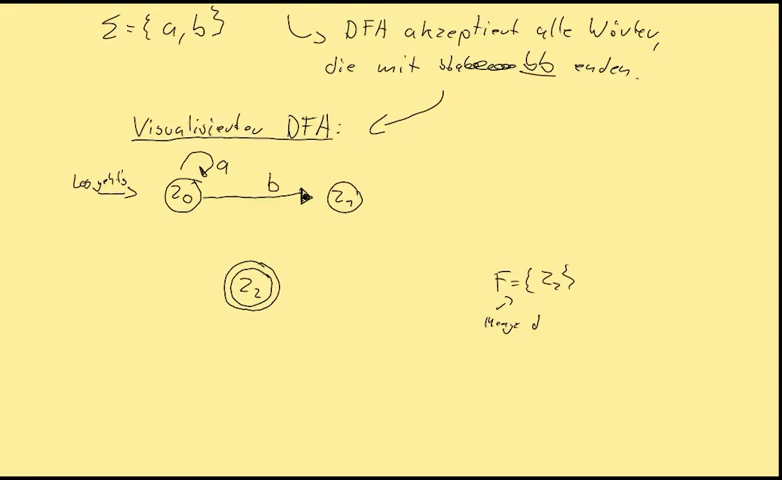 Σ={a,b} DFA akzeptiert alle Wörter,
die mit bb enden.
Visualisierter DFA:
Los geht's z0 a b z1
z2 F={z2}
Menge d